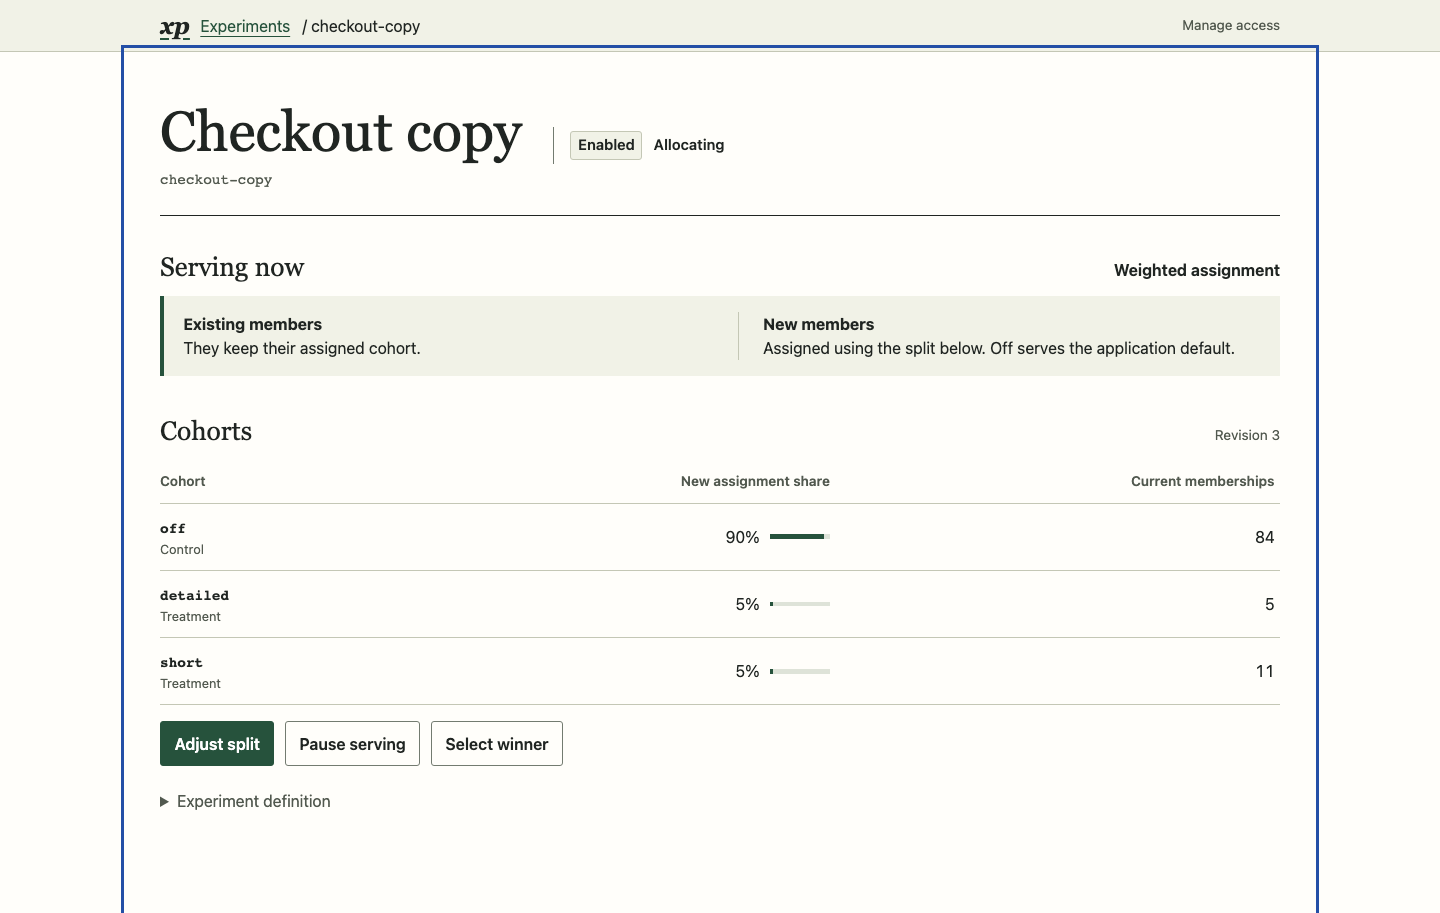 xp Experiments / checkout-copy Manage access
Checkout copy Enabled Allocating
checkout-copy
Serving now Weighted assignment
Existing members
They keep their assigned cohort.
New members
Assigned using the split below. Off serves the application default.
Cohorts Revision 3
Cohort New assignment share Current memberships
off
Control
90% 84
detailed
Treatment
5% 5
short
Treatment
5% 11
Adjust split Pause serving Select winner
Experiment definition